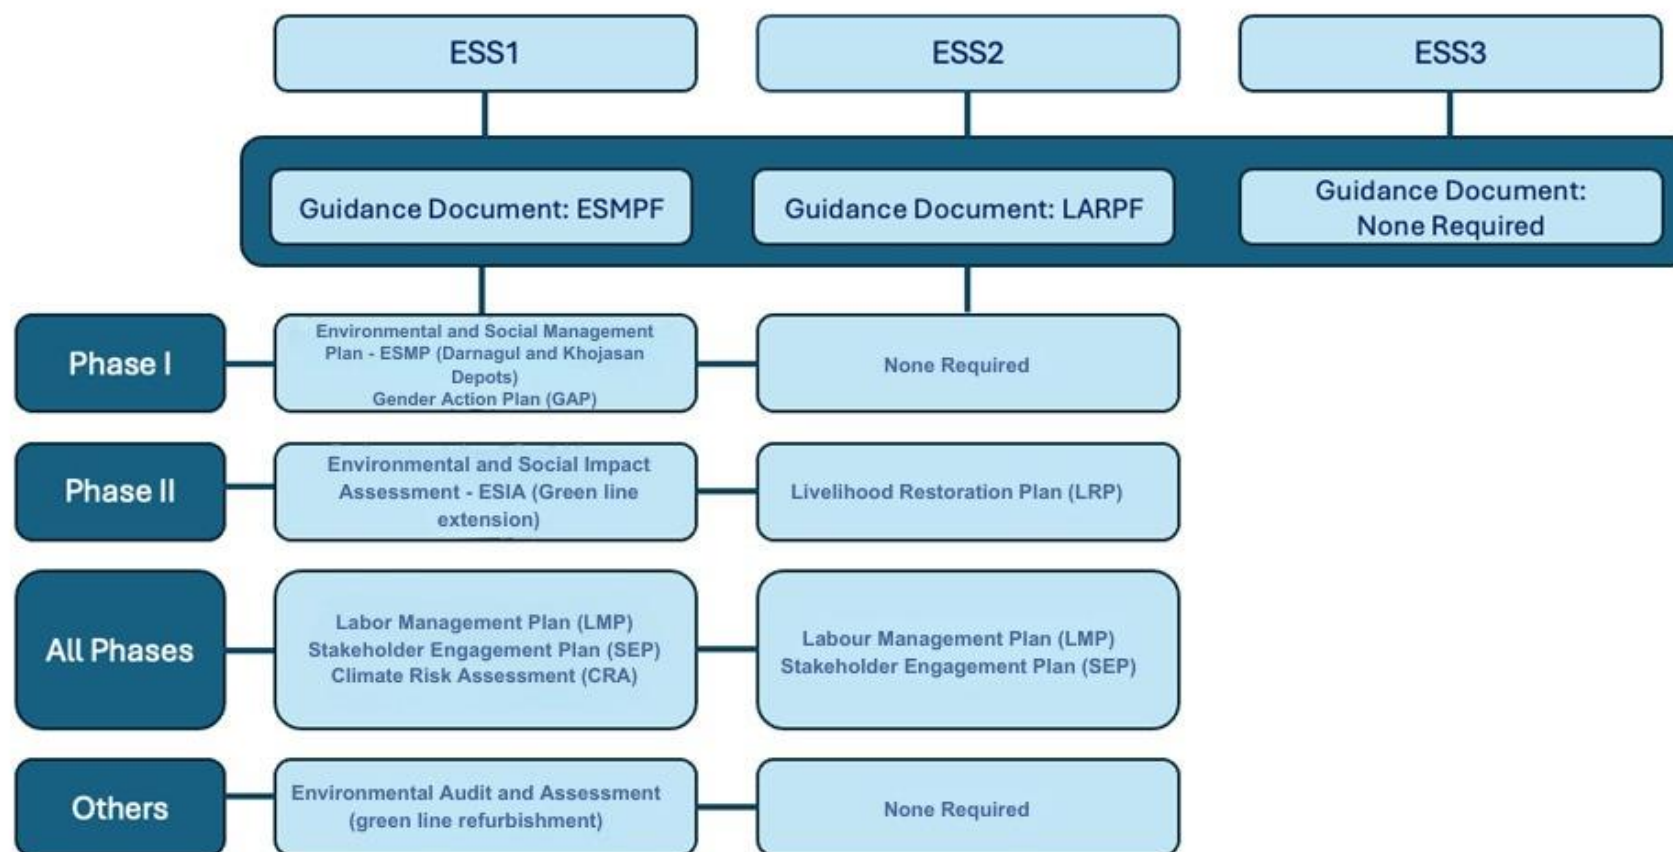 ESS1
ESS2
ESS3
Guidance Document: ESMPF
Guidance Document: LARPF
Guidance Document:
None Required
Phase I
Environmental and Social Management
Plan - ESMP (Darnagul and Khojasan
Depots)
Gender Action Plan (GAP)
None Required
Phase II
Environmental and Social Impact
Assessment - ESIA (Green line
extension)
Livelihood Restoration Plan (LRP)
All Phases
Labor Management Plan (LMP)
Stakeholder Engagement Plan (SEP)
Climate Risk Assessment (CRA)
Labour Management Plan (LMP)
Stakeholder Engagement Plan (SEP)
Others
Environmental Audit and Assessment
(green line refurbishment)
None Required